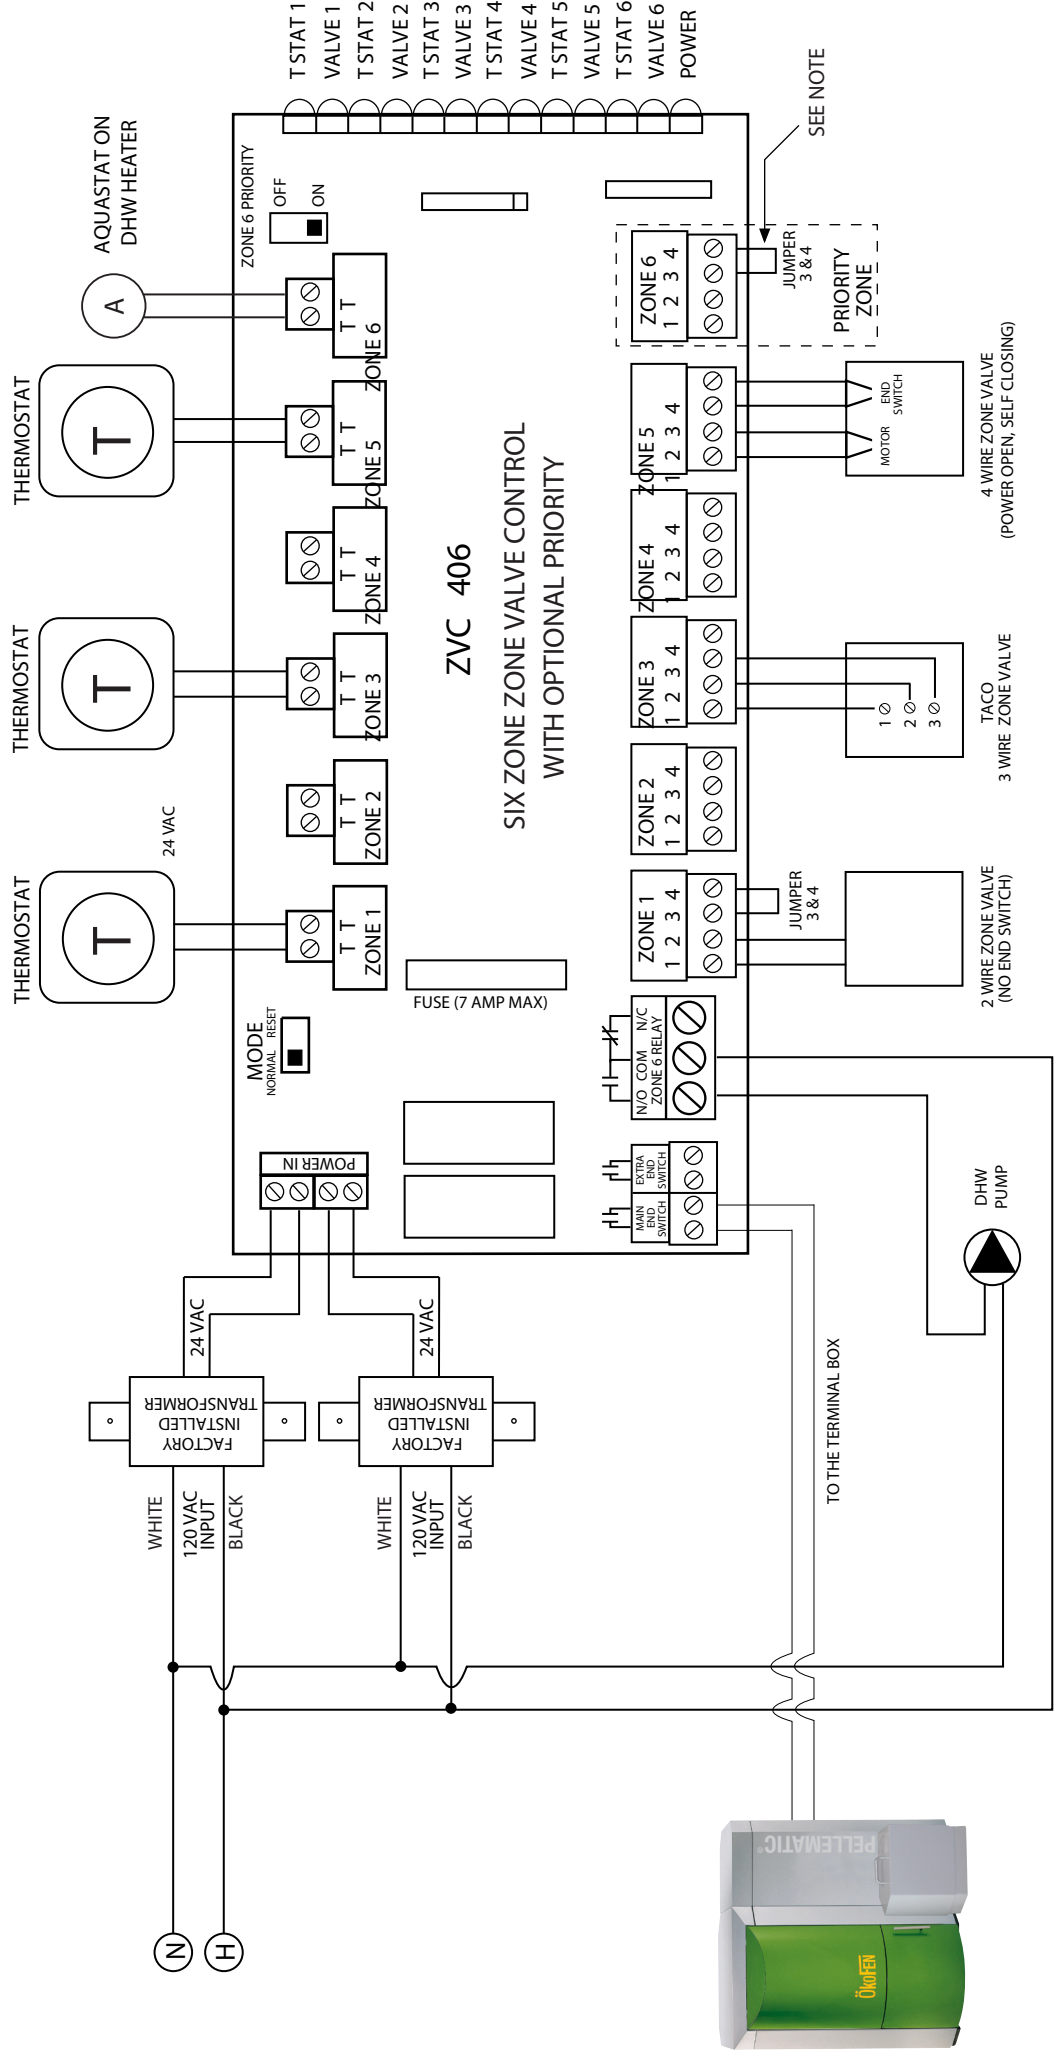 THERMOSTAT
24 VAC
THERMOSTAT
THERMOSTAT
AQUASTAT ON
DHW HEATER
T
T
T
A
T STAT 1
VALVE 1
T STAT 2
VALVE 2
T STAT 3
VALVE 3
T STAT 4
VALVE 4
T STAT 5
VALVE 5
T STAT 6
VALVE 6
POWER
MODE
NORMAL RESET
ZONE 6 PRIORITY
OFF
ON
POWER IN
T T
ZONE 1
T T
ZONE 2
T T
ZONE 3
T T
ZONE 4
T T
ZONE 5
T T
ZONE 6
FUSE (7 AMP MAX)
ZVC 406
SIX ZONE ZONE VALVE CONTROL
WITH OPTIONAL PRIORITY
WHITE
120 VAC
INPUT
BLACK
FACTORY
INSTALLED
TRANSFORMER
24 VAC
WHITE
120 VAC
INPUT
BLACK
FACTORY
INSTALLED
TRANSFORMER
24 VAC
N
H
MAIN
END
SWITCH
EXTRA
END
SWITCH
N/O COM N/C
ZONE 6 RELAY
ZONE 1
1 2 3 4
ZONE 2
1 2 3 4
ZONE 3
1 2 3 4
ZONE 4
1 2 3 4
ZONE 5
1 2 3 4
ZONE 6
1 2 3 4
JUMPER
3 & 4
JUMPER
3 & 4
PRIORITY
ZONE
SEE NOTE
2 WIRE ZONE VALVE
(NO END SWITCH)
1
2
3
TACO
3 WIRE ZONE VALVE
MOTOR
END
SWITCH
4 WIRE ZONE VALVE
(POWER OPEN, SELF CLOSING)
TO THE TERMINAL BOX
DHW
PUMP
PELLEMATIC®
ÖkoFEN